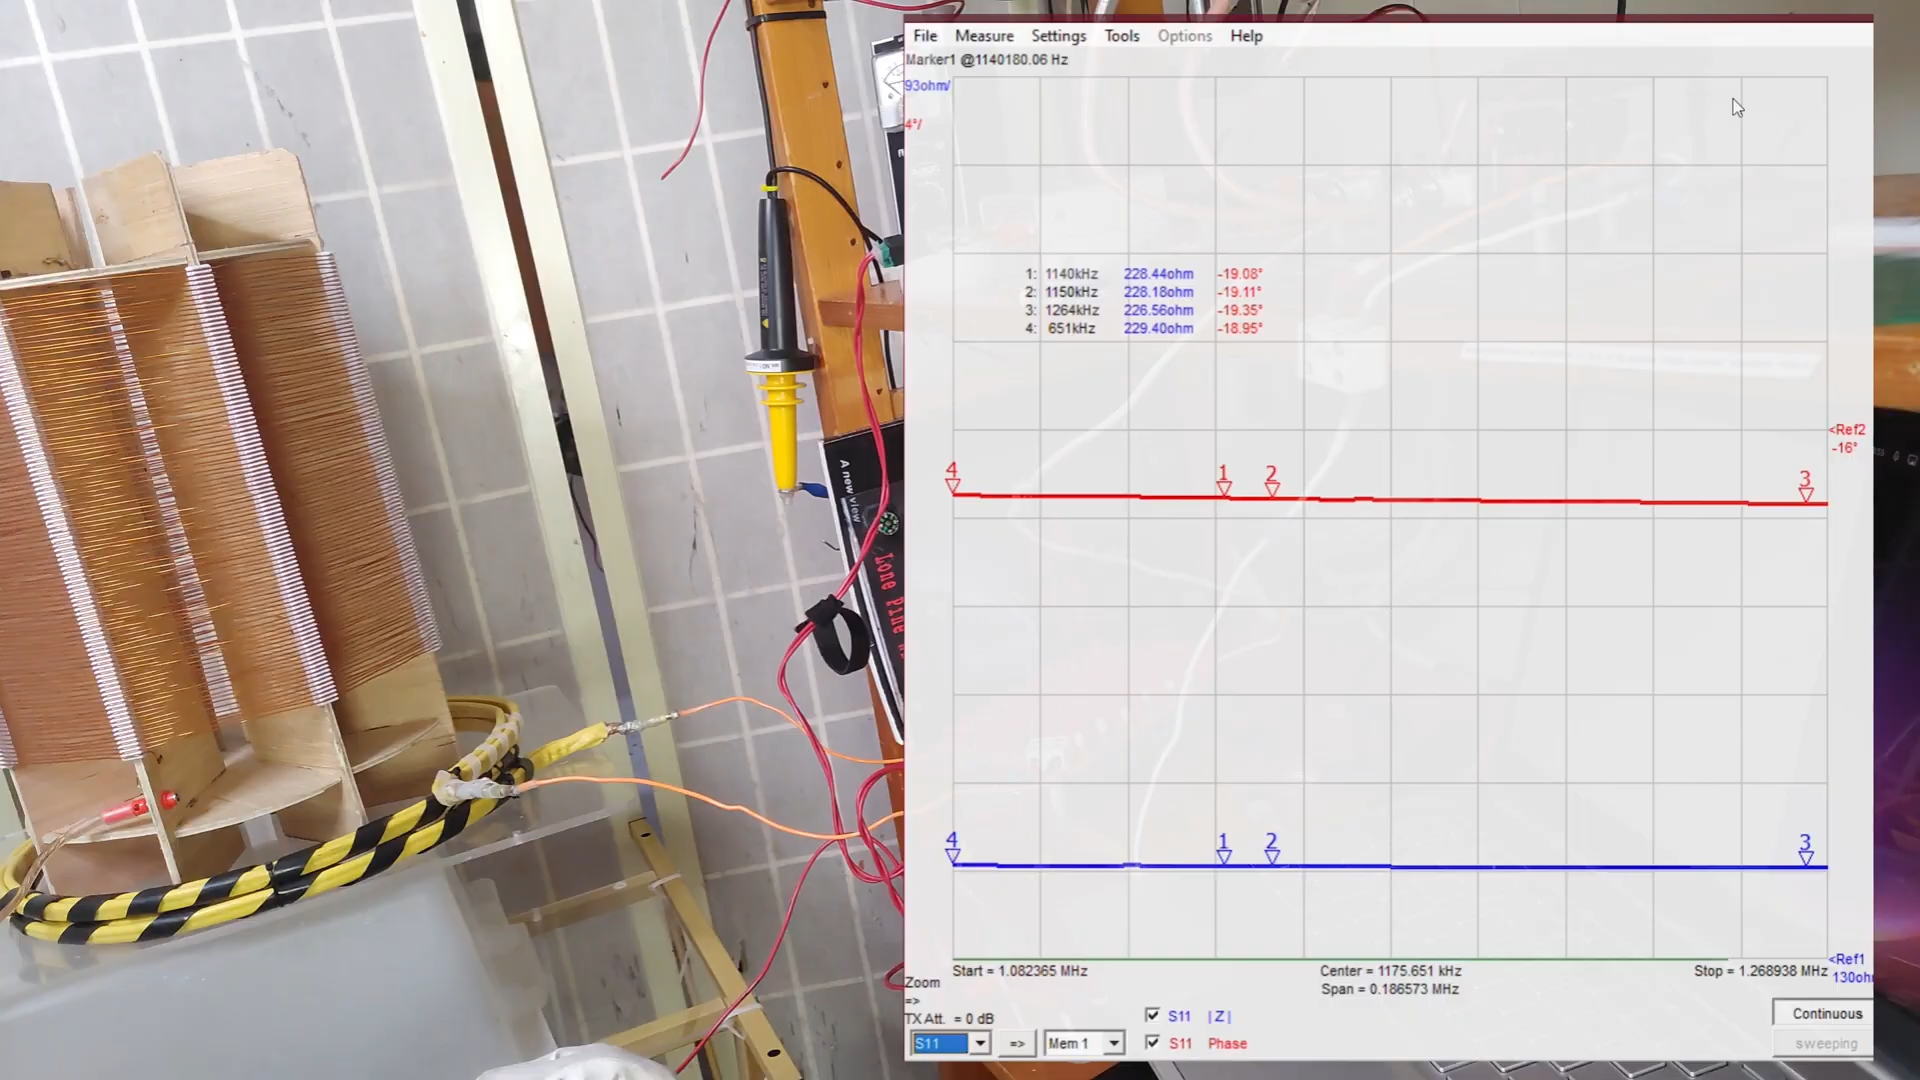 File Measure Settings Tools Options Help
Marker1 @1140180.06 Hz
93ohm/
4°/
1: 1140kHz 228.44ohm -19.08°
2: 1150kHz 228.18ohm -19.11°
3: 1264kHz 226.56ohm -19.35°
4: 651kHz 229.40ohm -18.95°
<Ref2
-16°
4 1 2 3
A new view
Lone
4 1 2 3
<Ref1
130oh
Start = 1.082365 MHz Center = 1175.651 kHz Stop = 1.268938 MHz
Span = 0.186573 MHz
Zoom
=>
TX Att. = 0 dB
S11 => Mem 1
S11 |Z|
S11 Phase
Continuous
sweeping